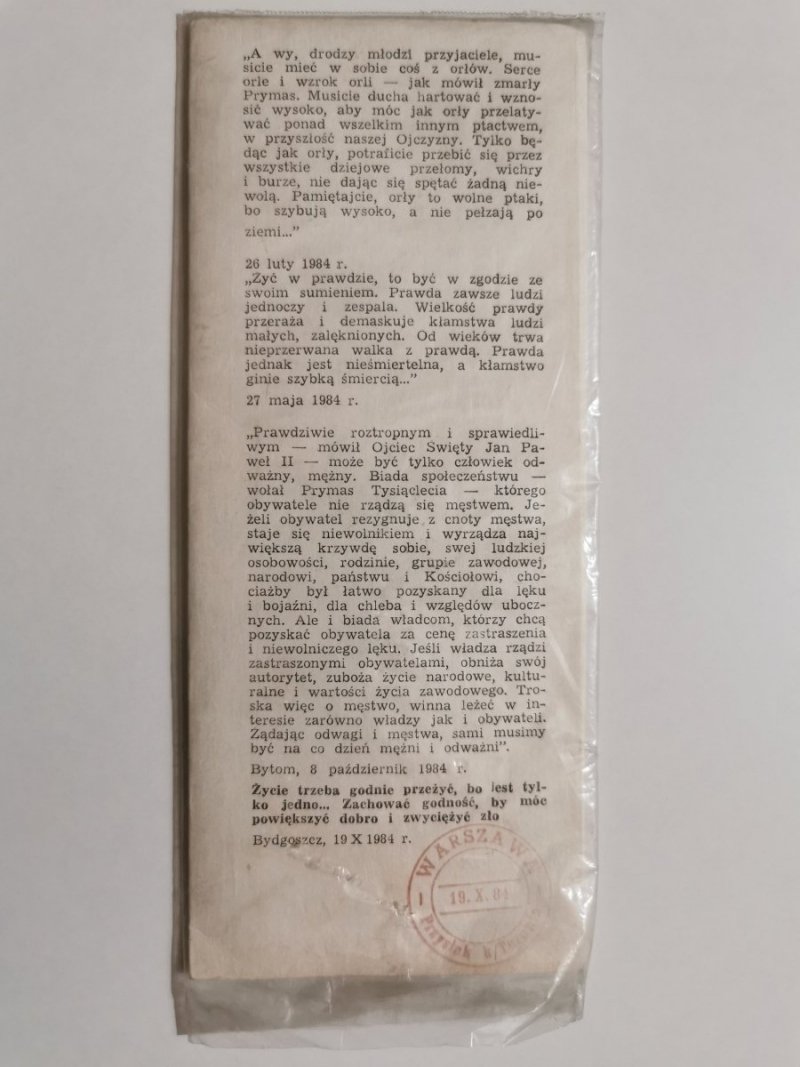 „A wy, drodzy młodzi przyjaciele, mu-
sicie mieć w sobie coś z orłów. Serce
orle i wzrok orli — jak mówił zmarły
Prymas. Musicie ducha hartować i wzno-
sić wysoko, aby móc jak orły przelaty-
wać ponad wszelkim innym ptactwem,
w przyszłość naszej Ojczyzny. Tylko bę-
dąc jak orły, potraficie przebić się przez
wszystkie dziejowe przełomy, wichry
i burze, nie dając się spętać żadną nie-
wolą. Pamiętajcie, orły to wolne ptaki,
bo szybują wysoko, a nie pełzają po
ziemi...”
26 luty 1984 r.
„Żyć w prawdzie, to być w zgodzie ze
swoim sumieniem. Prawda zawsze ludzi
jednoczy i zespala. Wielkość prawdy
przeraża i demaskuje kłamstwa ludzi
małych, zalęknionych. Od wieków trwa
nieprzerwana walka z prawdą. Prawda
jednak jest nieśmiertelna, a kłamstwo
ginie szybką śmiercią...”
27 maja 1984 r.
„Prawdziwie roztropnym i sprawiedli-
wym — mówił Ojciec Święty Jan Pa-
weł II — może być tylko człowiek od-
ważny, mężny. Biada społeczeństwu —
wołał Prymas Tysiąclecia — którego
obywatele nie rządzą się męstwem. Je-
żeli obywatel rezygnuje z cnoty męstwa,
staje się niewolnikiem i wyrządza naj-
większą krzywdę sobie, swej ludzkiej
osobowości, rodzinie, grupie zawodowej,
narodowi, państwu i Kościołowi, cho-
ciażby był łatwo pozyskany dla lęku
i bojaźni, dla chleba i względów ubocz-
nych. Ale i biada władcom, którzy chcą
pozyskać obywatela za cenę zastraszenia
i niewolniczego lęku. Jeśli władza rządzi
zastraszonymi obywatelami, obniża swój
autorytet, zuboża życie narodowe, kultu-
ralne i wartości życia zawodowego. Tro-
ska więc o męstwo, winna leżeć w in-
teresie zarówno władzy jak i obywateli.
Żądając odwagi i męstwa, sami musimy
być na co dzień mężni i odważni”.
Bytom, 8 październik 1984 r.
Życie trzeba godnie przeżyć, bo jest tyl-
ko jedno... Zachować godność, by móc
powiększyć dobro i zwyciężyć zło
Bydgoszcz, 19 X 1984 r.
WARSZAWA
1
19.X.84